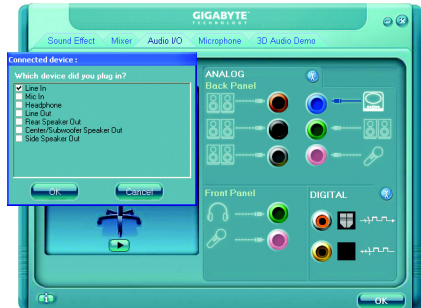 GIGABYTE
TECHNOLOGY
Sound Effect Mixer Audio I/O Microphone 3D Audio Demo
Connected device :
Which device did you plug in?
Line In
Mic In
Headphone
Line Out
Rear Speaker Out
Center/Subwoofer Speaker Out
Side Speaker Out
OK Cancel
ANALOG
Back Panel
Front Panel
DIGITAL
OK